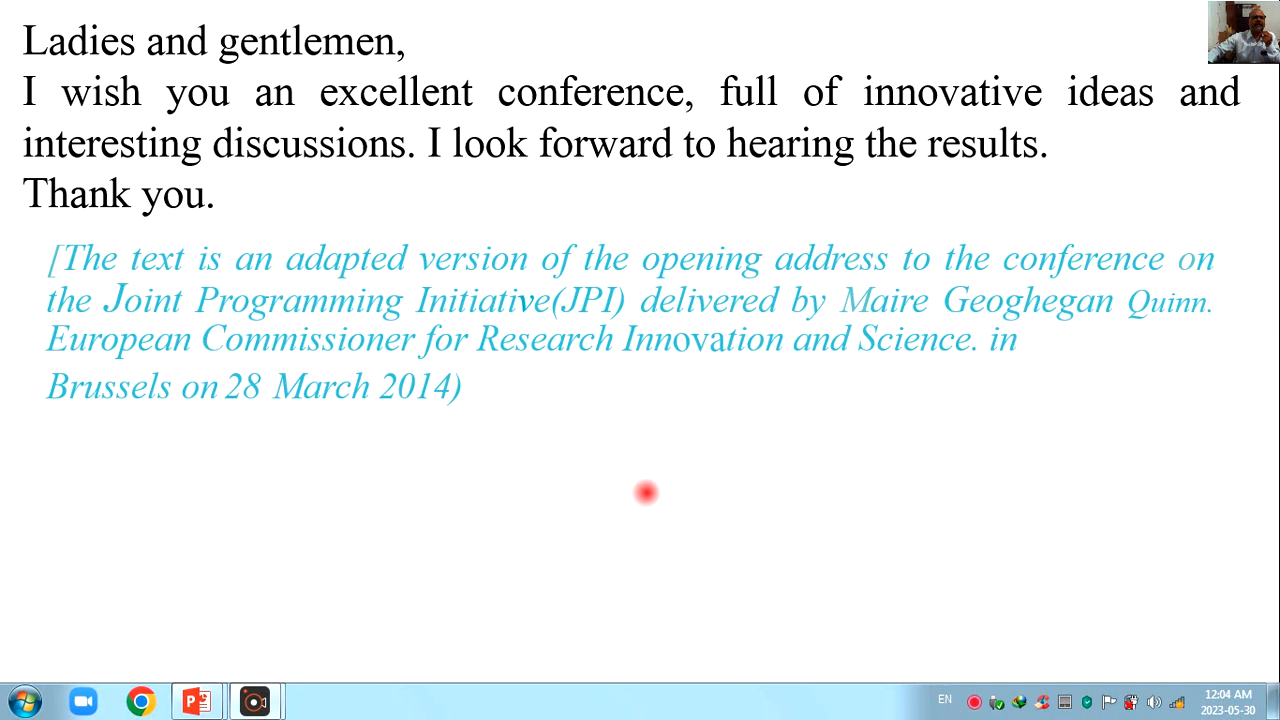 Ladies and gentlemen,
I wish you an excellent conference, full of innovative ideas and
interesting discussions. I look forward to hearing the results.
Thank you.
[The text is an adapted version of the opening address to the conference on
the Joint Programming Initiative(JPI) delivered by Maire Geoghegan Quinn.
European Commissioner for Research Innovation and Science. in
Brussels on 28 March 2014)
EN
12:04 AM
2023-05-30